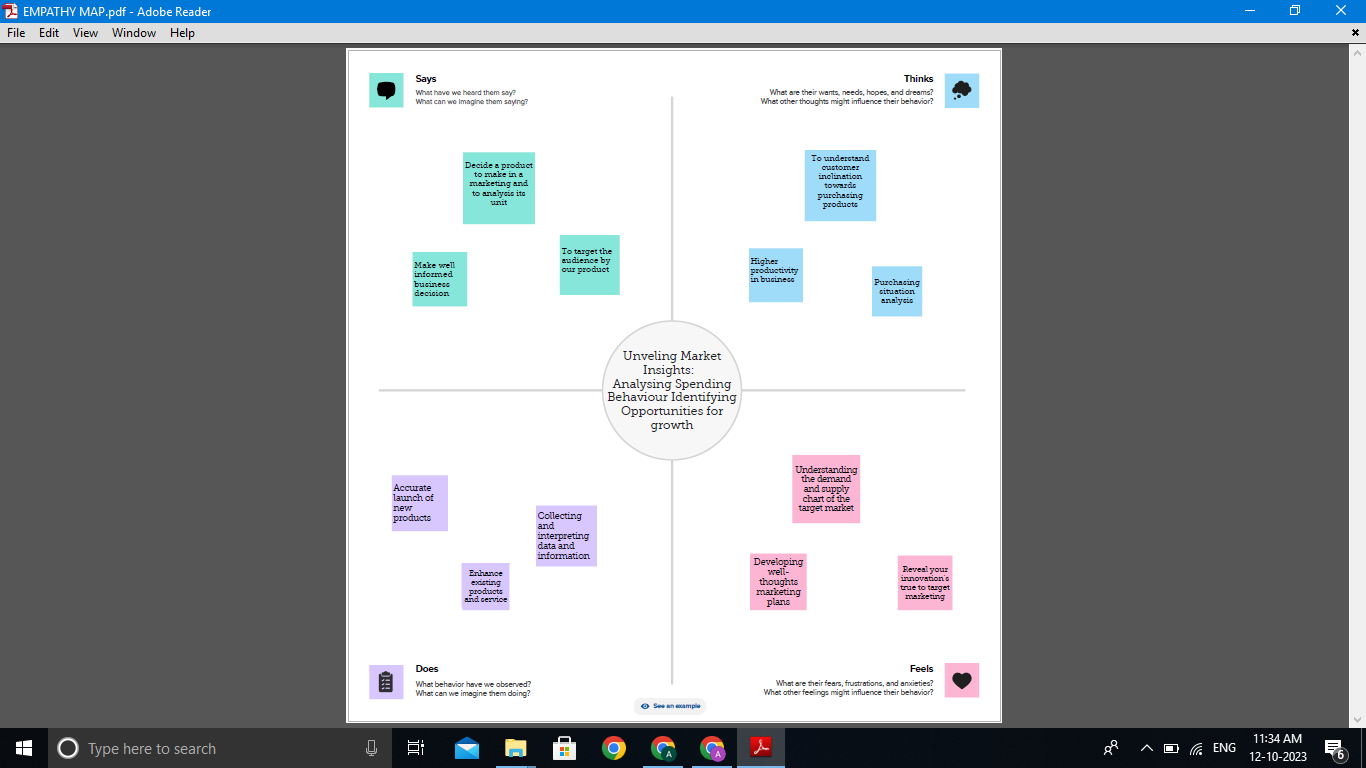 EMPATHY MAP.pdf - Adobe Reader
File Edit View Window Help
Says
What have we heard them say?
What can we imagine them saying?
Thinks
What are their wants, needs, hopes, and dreams?
What other thoughts might influence their behavior?
Decide a product
to make in a
marketing and
to analysis its
unit
Make well
informed
business
decision
To target the
audience by
our product
To understand
customer
inclination
towards
purchasing
products
Higher
productivity
in business
Purchasing
situation
analysis
Unveling Market
Insights:
Analysing Spending
Behaviour Identifying
Opportunities for
growth
Accurate
launch of
new
products
Collecting
and
interpreting
data and
information
Enhance
existing
products
and service
Understanding
the demand
and supply
chart of the
target market
Developing
well-
thoughts
marketing
plans
Reveal your
innovation's
true to target
marketing
Does
What behavior have we observed?
What can we imagine them doing?
Feels
What are their fears, frustrations, and anxieties?
What other feelings might influence their behavior?
See an example
Type here to search
A
A
ENG
11:34 AM
12-10-2023
6